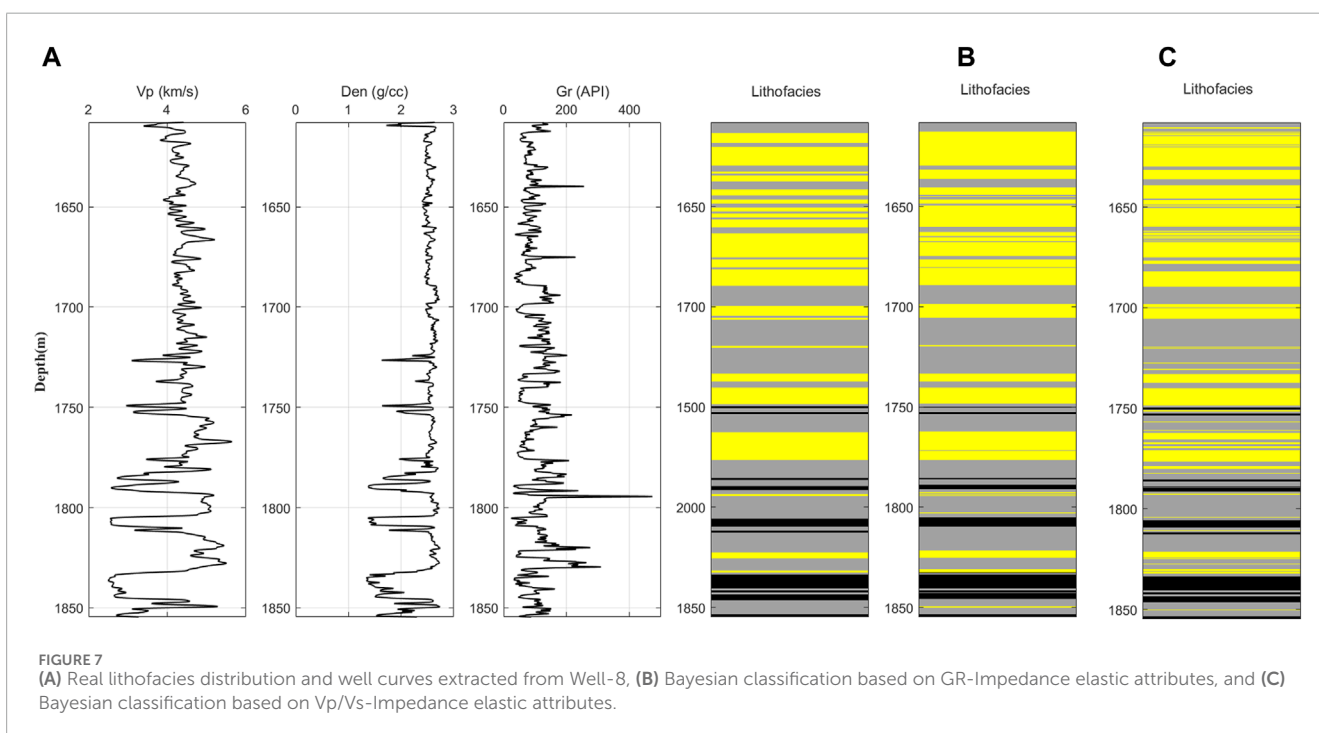 A
B
C
Vp (km/s)
Den (g/cc)
Gr (API)
Lithofacies
Lithofacies
Lithofacies
2 4 6
0 1 2 3
0 200 400
Depth(m)
1650
1700
1750
1800
1850
1650
1700
1750
1800
1850
1650
1700
1750
1800
1850
1650
1700
1500
2000
1850
1650
1700
1750
1800
1850
1650
1700
1750
1800
1850
FIGURE 7
(A) Real lithofacies distribution and well curves extracted from Well-8, (B) Bayesian classification based on GR-Impedance elastic attributes, and (C)
Bayesian classification based on Vp/Vs-Impedance elastic attributes.